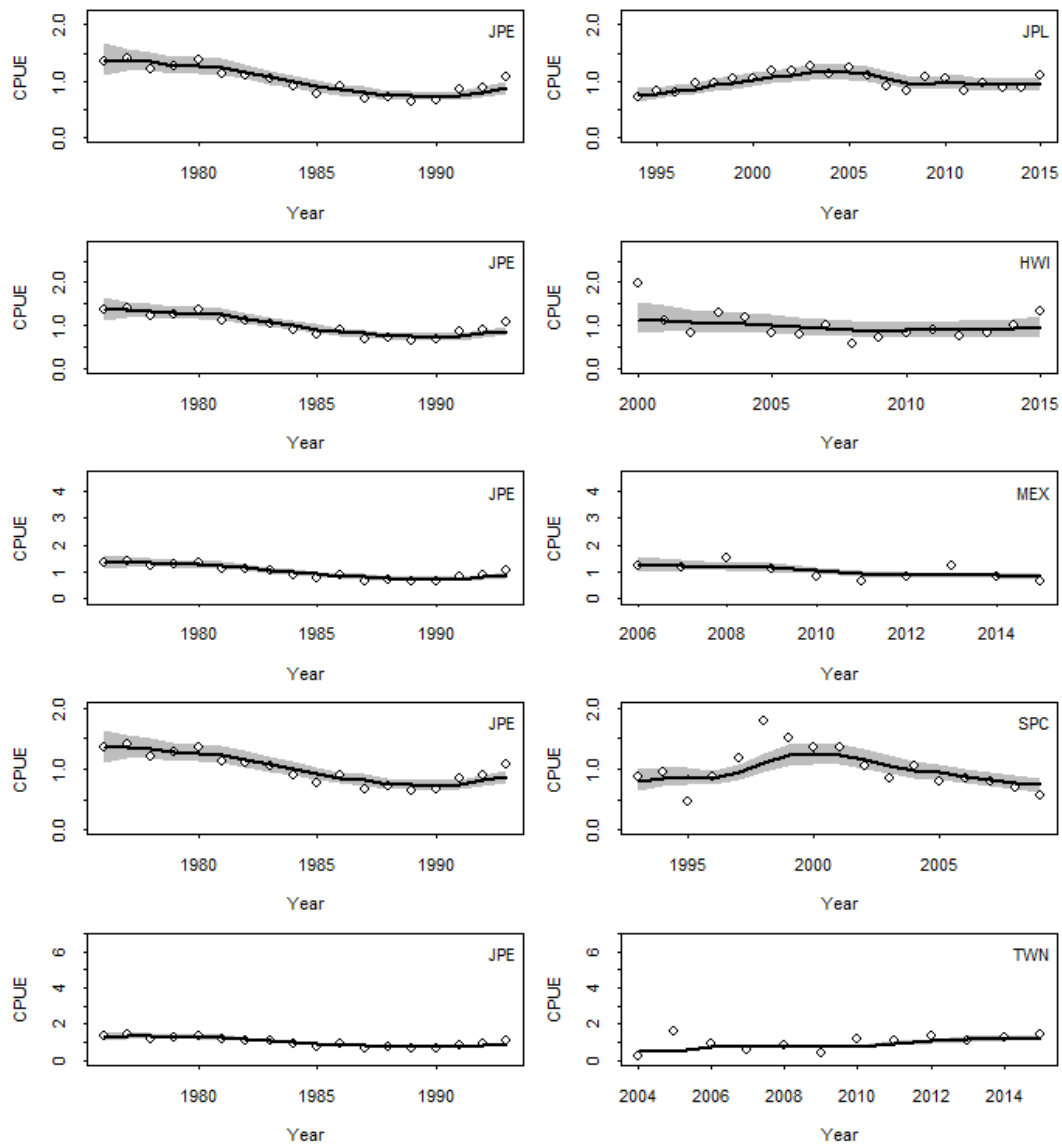 JPE
CPUE
2.0
1.0
0.0
1980 1985 1990
Year
JPL
CPUE
2.0
1.0
0.0
1995 2000 2005 2010 2015
Year
JPE
CPUE
2.0
1.0
0.0
1980 1985 1990
Year
HWI
CPUE
2.0
1.0
0.0
2000 2005 2010 2015
Year
JPE
CPUE
4
3
2
1
0
1980 1985 1990
Year
MEX
CPUE
4
3
2
1
0
2006 2008 2010 2012 2014
Year
JPE
CPUE
2.0
1.0
0.0
1980 1985 1990
Year
SPC
CPUE
2.0
1.0
0.0
1995 2000 2005
Year
JPE
CPUE
6
4
2
0
1980 1985 1990
Year
TWN
CPUE
6
4
2
0
2004 2006 2008 2010 2012 2014
Year